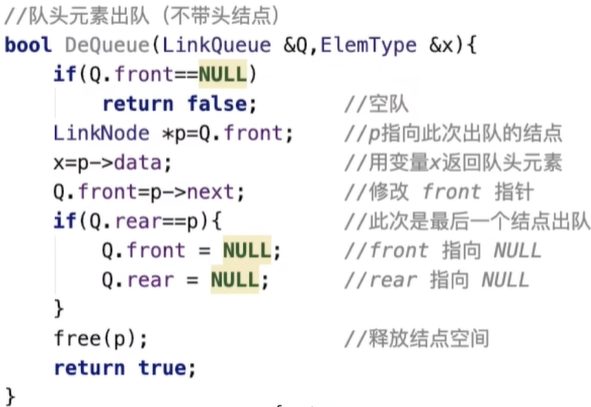 //队头元素出队（不带头结点）
bool DeQueue(LinkQueue &Q,ElemType &x){
    if(Q.front==NULL)
        return false;       //空队
    LinkNode *p=Q.front;    //p指向此次出队的结点
    x=p->data;              //用变量x返回队头元素
    Q.front=p->next;        //修改 front 指针
    if(Q.rear==p){          //此次是最后一个结点出队
        Q.front = NULL;     //front 指向 NULL
        Q.rear = NULL;      //rear 指向 NULL
    }
    free(p);                //释放结点空间
    return true;
}